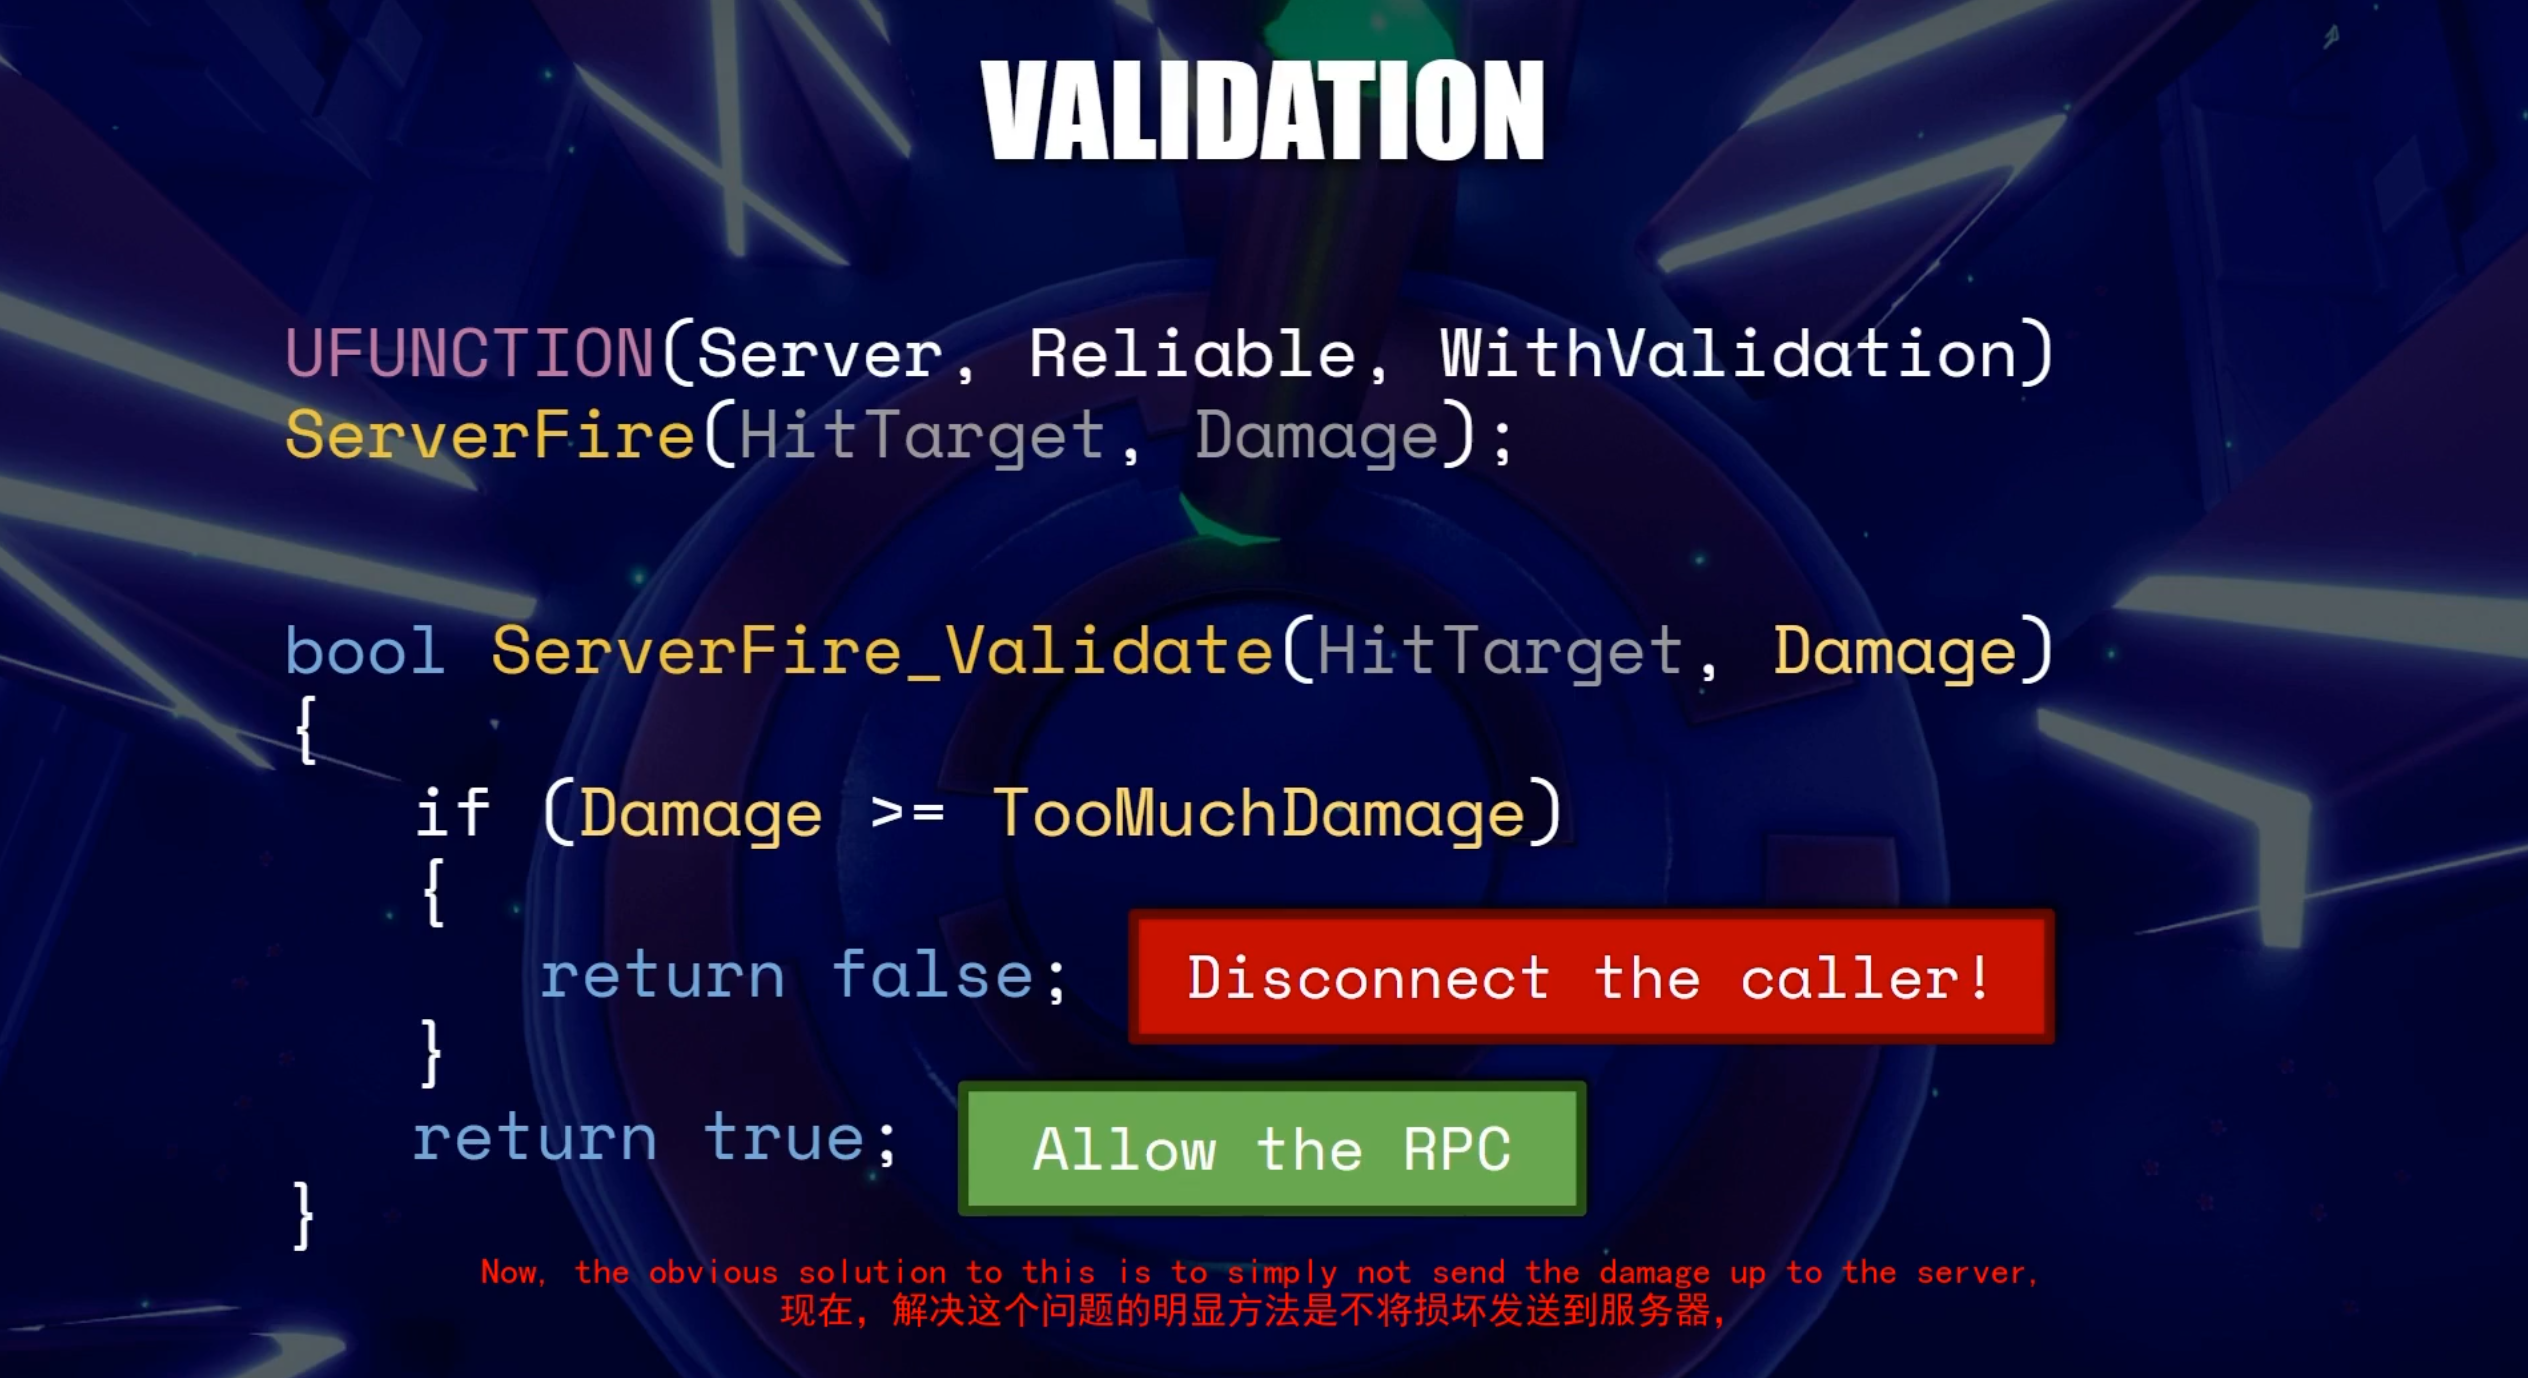 VALIDATION
UFUNCTION(Server, Reliable, WithValidation)
ServerFire(HitTarget, Damage);
bool ServerFire_Validate(HitTarget, Damage)
{
if (Damage >= TooMuchDamage)
{
return false; Disconnect the caller!
}
return true; Allow the RPC
}
Now, the obvious solution to this is to simply not send the damage up to the server,
现在，解决这个问题的明显方法是不将损坏发送到服务器，